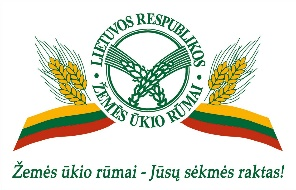 • LIETUVOS RESPUBLIKOS •
ŽEMĖS ŪKIO RŪMAI
Žemės ūkio rūmai - Jūsų sėkmės raktas!